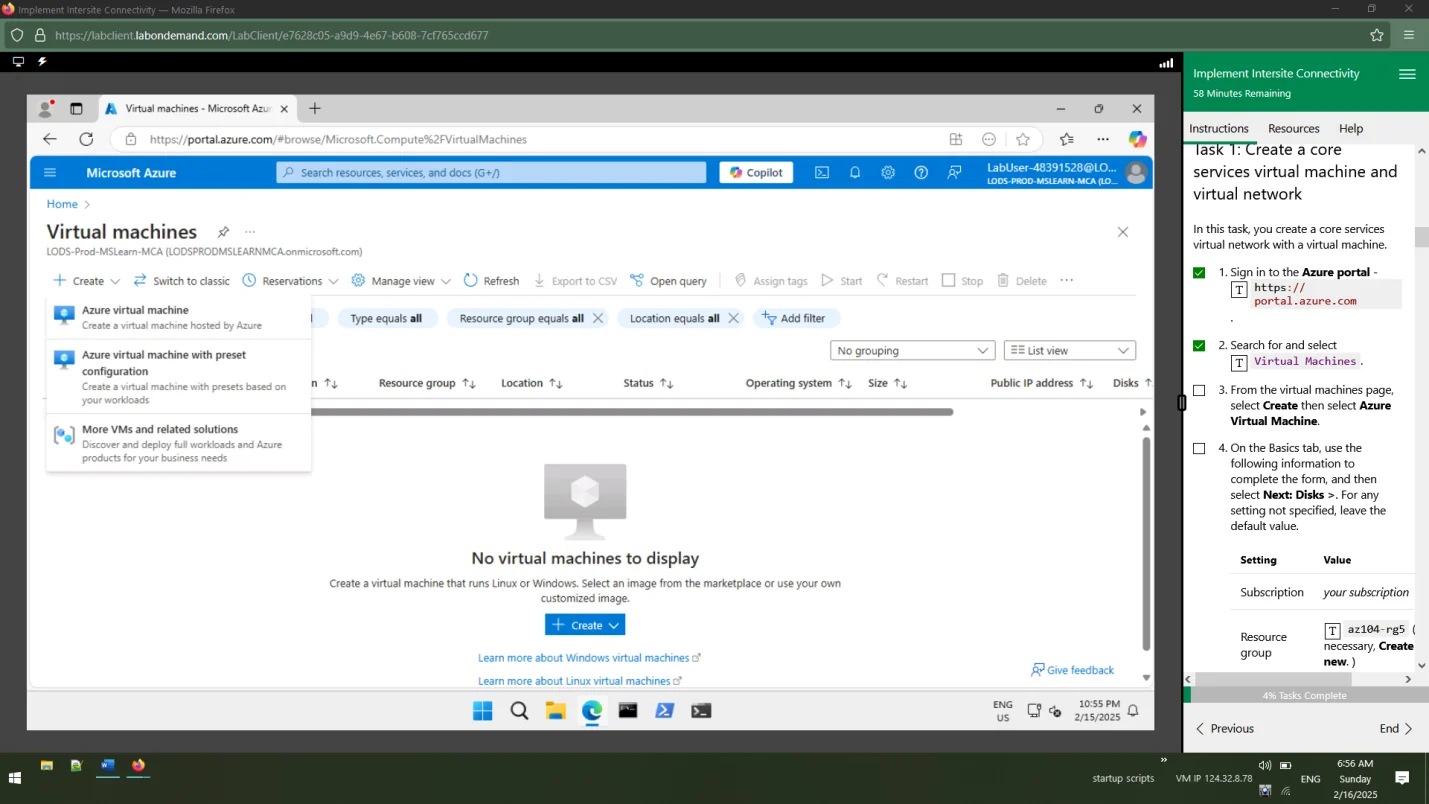 Implement Intersite Connectivity — Mozilla Firefox
https://labclient.labondemand.com/LabClient/e7628c05-a9d9-4e67-b608-7cf765ccd677
Virtual machines - Microsoft Azur
https://portal.azure.com/#browse/Microsoft.Compute%2FVirtualMachines
Microsoft Azure
Search resources, services, and docs (G+/)
Copilot
LabUser-48391528@LO...
LODS-PROD-MSLEARN-MCA (LO...
Home >
Virtual machines
...
LODS-Prod-MSLearn-MCA (LODSPRODMSLEARNMCA.onmicrosoft.com)
+ Create
Switch to classic
Reservations
Manage view
Refresh
Export to CSV
Open query
Assign tags
Start
Restart
Stop
Delete
...
Azure virtual machine
Create a virtual machine hosted by Azure
Azure virtual machine with preset
configuration
Create a virtual machine with presets based on
your workloads
More VMs and related solutions
Discover and deploy full workloads and Azure
products for your business needs
Type equals all
Resource group equals all
Location equals all
Add filter
No grouping
List view
Resource group
Location
Status
Operating system
Size
Public IP address
Disks
No virtual machines to display
Create a virtual machine that runs Linux or Windows. Select an image from the marketplace or use your own
customized image.
+ Create
Learn more about Windows virtual machines
Learn more about Linux virtual machines
Give feedback
ENG
US
10:55 PM
2/15/2025
Implement Intersite Connectivity
58 Minutes Remaining
Instructions
Resources
Help
Task 1: Create a core
services virtual machine and
virtual network
In this task, you create a core services
virtual network with a virtual machine.
1. Sign in to the Azure portal -
T https://
portal.azure.com
.
2. Search for and select
T Virtual Machines .
3. From the virtual machines page,
select Create then select Azure
Virtual Machine.
4. On the Basics tab, use the
following information to
complete the form, and then
select Next: Disks >. For any
setting not specified, leave the
default value.
Setting Value
Subscription your subscription
Resource
group
T az104-rg5 (
necessary, Create
new. )
4% Tasks Complete
< Previous
End >
startup scripts
»
VM IP 124.32.8.78
ENG
6:56 AM
Sunday
2/16/2025